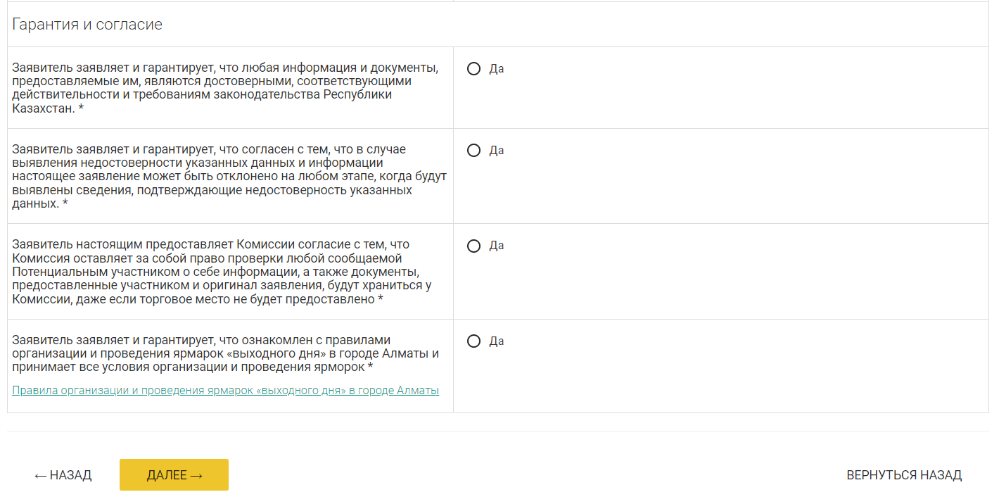 Гарантия и согласие
Заявитель заявляет и гарантирует, что любая информация и документы,
предоставляемые им, являются достоверными, соответствующими
действительности и требованиям законодательства Республики
Казахстан. *
Да
Заявитель заявляет и гарантирует, что согласен с тем, что в случае
выявления недостоверности указанных данных и информации
настоящее заявление может быть отклонено на любом этапе, когда будут
выявлены сведения, подтверждающие недостоверность указанных
данных. *
Да
Заявитель настоящим предоставляет Комиссии согласие с тем, что
Комиссия оставляет за собой право проверки любой сообщаемой
Потенциальным участником о себе информации, а также документы,
предоставленные участником и оригинал заявления, будут храниться у
Комиссии, даже если торговое место не будет предоставлено *
Да
Заявитель заявляет и гарантирует, что ознакомлен с правилами
организации и проведения ярмарок «выходного дня» в городе Алматы и
принимает все условия организации и проведения ярморок *
Правила организации и проведения ярмарок «выходного дня» в городе Алматы
Да
← НАЗАД
ДАЛЕЕ →
ВЕРНУТЬСЯ НАЗАД